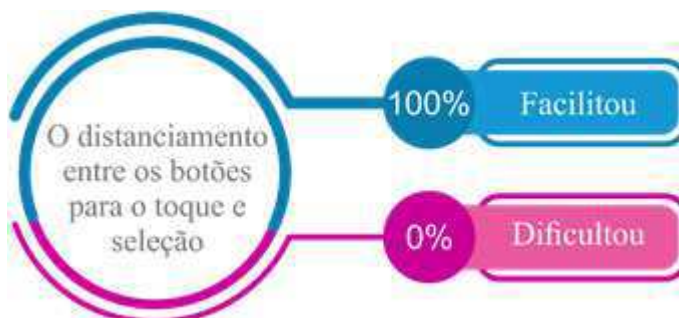 O distanciamento
entre os botões
para o toque e
seleção
100%
Facilitou
0%
Dificultou